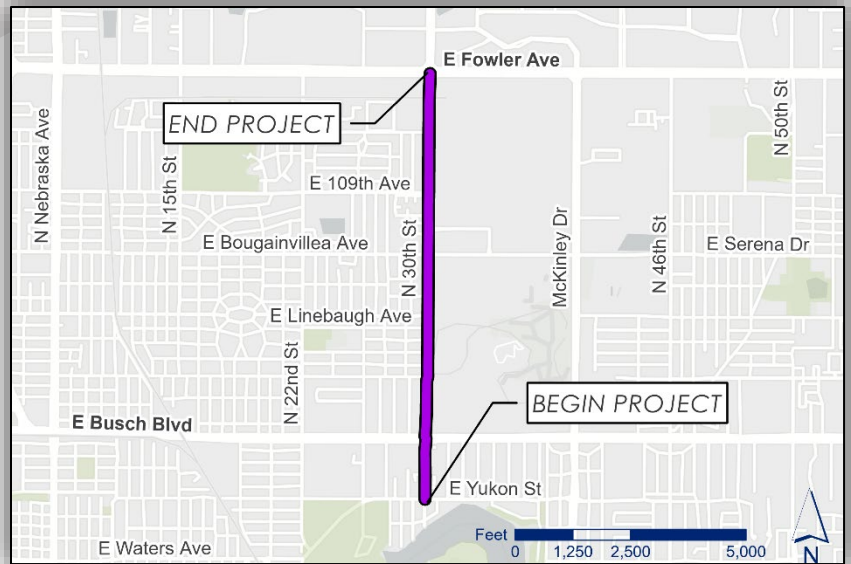 E Fowler Ave
END PROJECT
N Nebraska Ave
N 15th St
N 50th St
E 109th Ave
N 30th St
McKinley Dr
N 46th St
E Bougainvillea Ave
E Serena Dr
E Linebaugh Ave
N 22nd St
BEGIN PROJECT
E Busch Blvd
E Yukon St
E Waters Ave
Feet
0 1,250 2,500 5,000
N